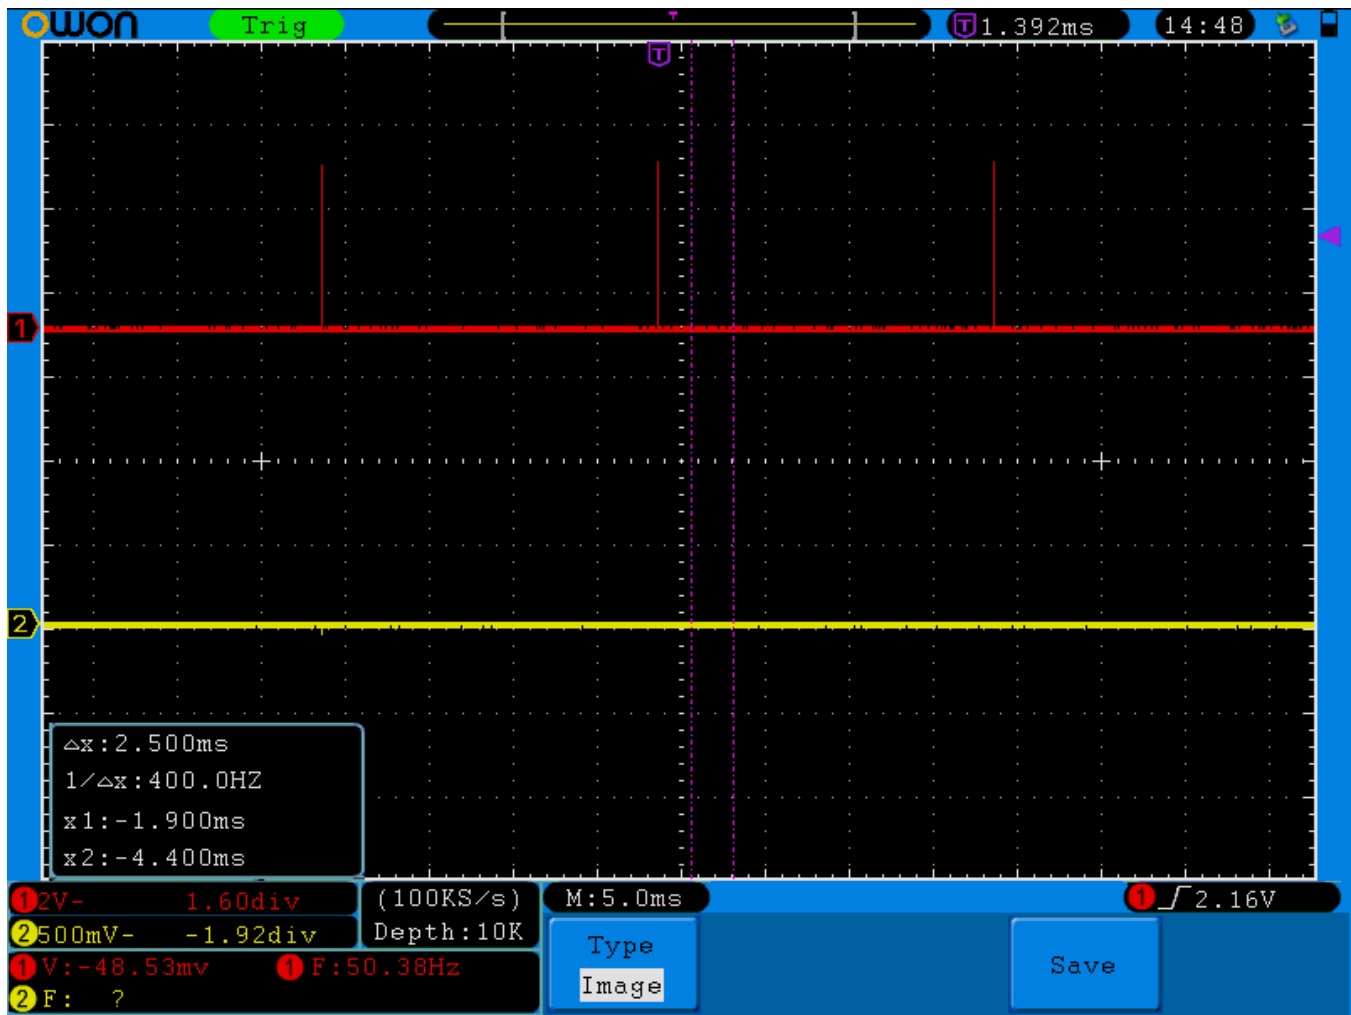 owon Trig T 1.392ms 14:48
T
1
2
△x:2.500ms
1/△x:400.0HZ
x1:-1.900ms
x2:-4.400ms
1 2V- 1.60div (100KS/s) M:5.0ms 1 2.16V
2 500mV- -1.92div Depth:10K
1 V:-48.53mv 1 F:50.38Hz
2 F: ?
Type
Image
Save